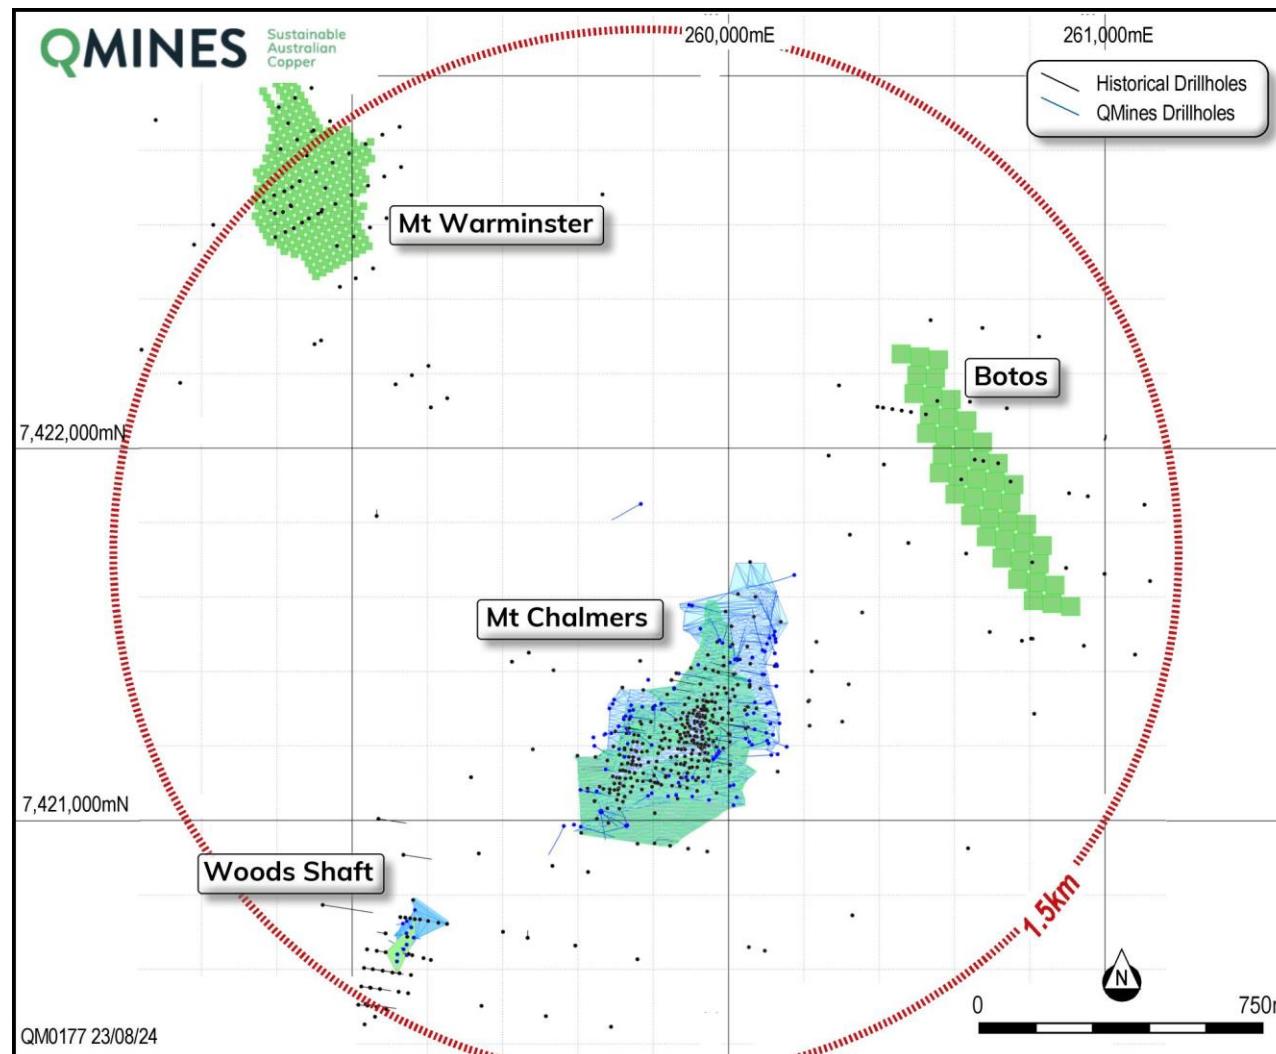 QMINES
Sustainable
Australian
Copper
260,000mE
261,000mE
Historical Drillholes
QMines Drillholes
Mt Warminster
Botos
7,422,000mN
Mt Chalmers
7,421,000mN
Woods Shaft
1.5km
N
0
750m
QM0177 23/08/24